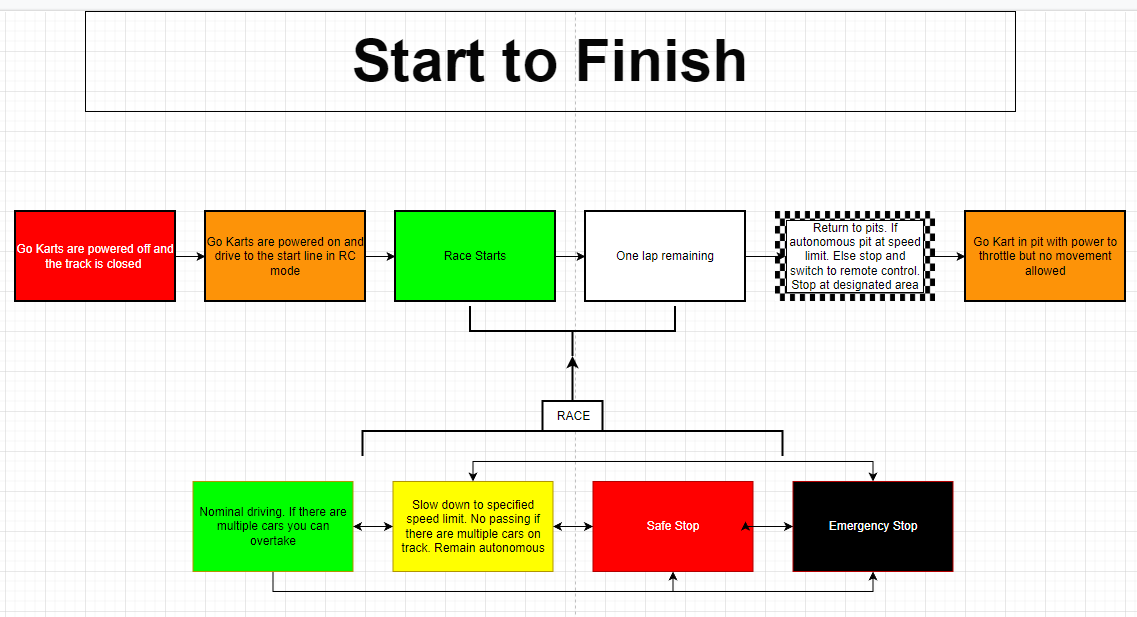 Start to Finish
Go Karts are powered off and
the track is closed
Go Karts are powered on and
drive to the start line in RC
mode
Race Starts
One lap remaining
Return to pits. If
autonomous pit at speed
limit. Else stop and
switch to remote control.
Stop at designated area
Go Kart in pit with power to
throttle but no movement
allowed
RACE
Nominal driving. If there are
multiple cars you can
overtake
Slow down to specified
speed limit. No passing if
there are multiple cars on
track. Remain autonomous
Safe Stop
Emergency Stop